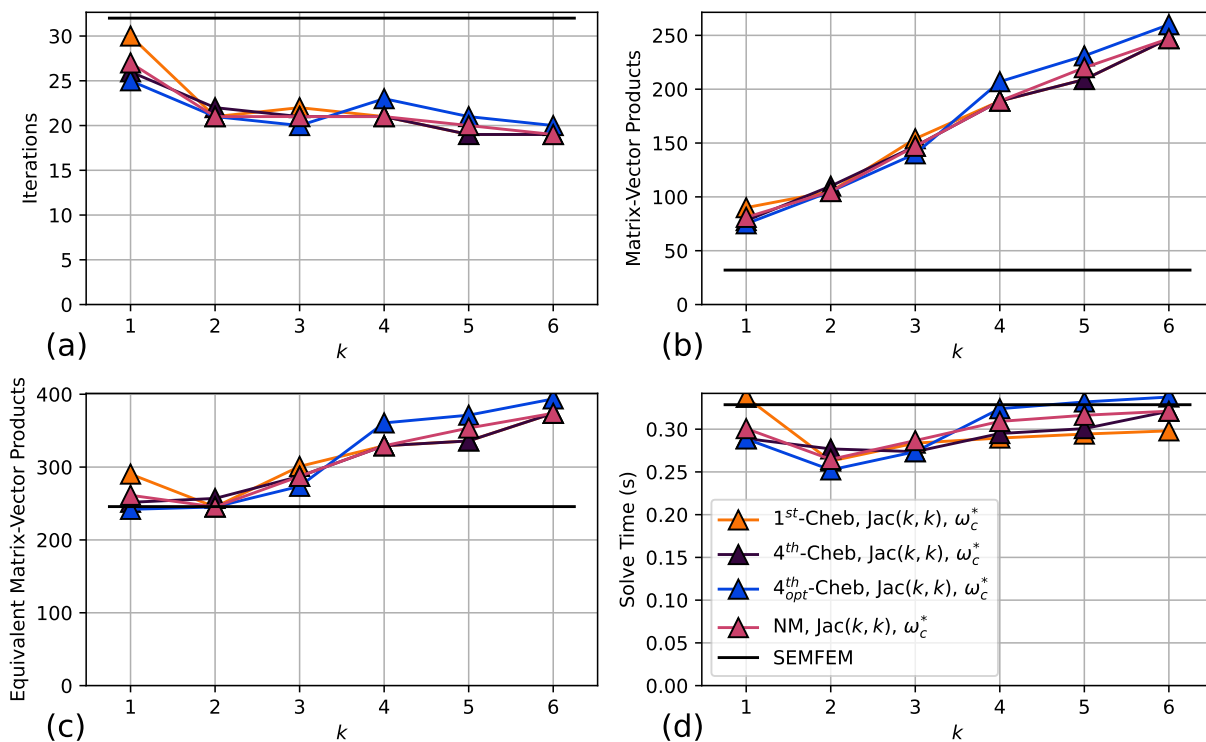 30
25
20
15
10
5
0
Iterations
1 2 3 4 5 6
k
(a)
250
200
150
100
50
0
Matrix-Vector Products
1 2 3 4 5 6
k
(b)
400
300
200
100
0
Equivalent Matrix-Vector Products
1 2 3 4 5 6
k
(c)
0.30
0.25
0.20
0.15
0.10
0.05
0.00
Solve Time (s)
1^{st}-Cheb, Jac(k, k), ω_c^*
4^{th}-Cheb, Jac(k, k), ω_c^*
4_{opt}^{th}-Cheb, Jac(k, k), ω_c^*
NM, Jac(k, k), ω_c^*
SEMFEM
1 2 3 4 5 6
k
(d)